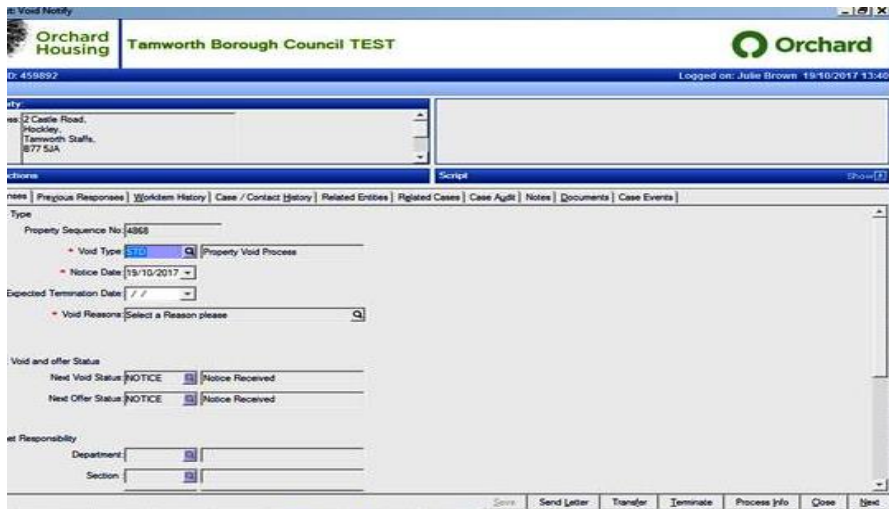 t: Void Notify
Orchard
Housing
Tamworth Borough Council TEST
Orchard
D: 459892
Logged on: Julie Brown 19/10/2017 13:40
rty:
ess: 2 Castle Road,
Hockley,
Tamworth Staffs,
B77 5JA
ctions
Script
Show
nses Previous Responses Workitem History Case / Contact History Related Entities Related Cases Case Audit Notes Documents Case Events
Type
Property Sequence No: 4868
* Void Type: STD Property Void Process
* Notice Date: 19/10/2017
Expected Termination Date: / /
* Void Reasons: Select a Reason please
Void and offer Status
Next Void Status: NOTICE Notice Received
Next Offer Status: NOTICE Notice Received
et Responsibility
Department:
Section:
Save Send Letter Transfer Terminate Process Info Close Next